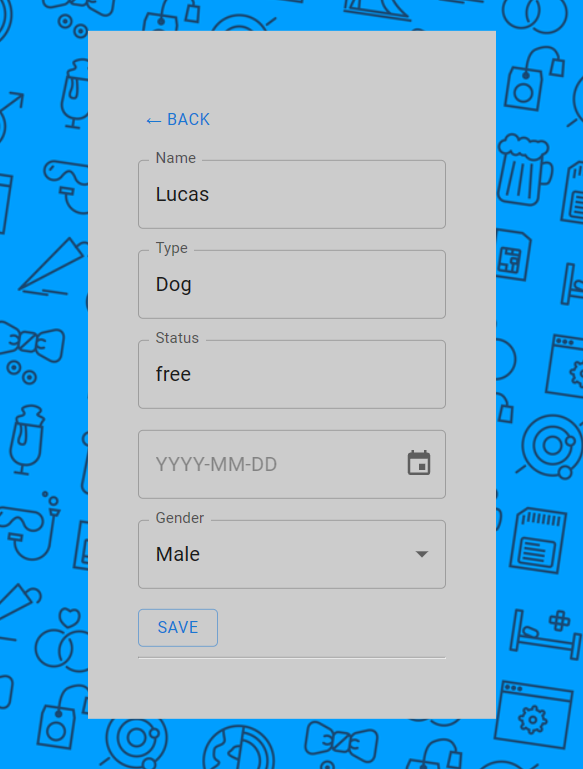 ← BACK
Name
Lucas
Type
Dog
Status
free
YYYY-MM-DD
Gender
Male
SAVE